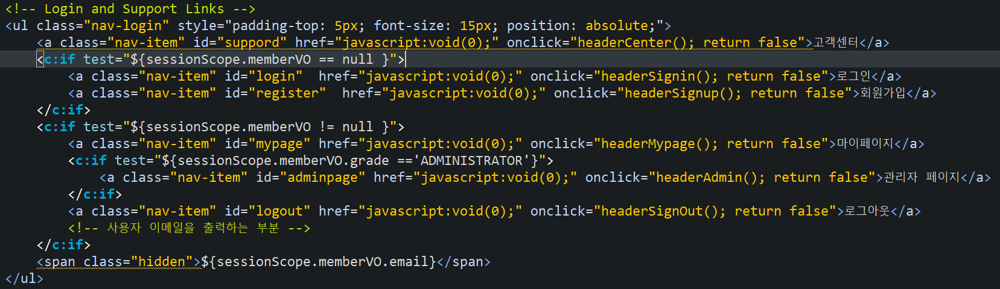 <!-- Login and Support Links -->
<ul class="nav-login" style="padding-top: 5px; font-size: 15px; position: absolute;">
    <a class="nav-item" id="suppord" href="javascript:void(0);" onclick="headerCenter(); return false">고객센터</a>
    <c:if test="${sessionScope.memberVO == null }">
        <a class="nav-item" id="login"  href="javascript:void(0);" onclick="headerSignin(); return false">로그인</a>
        <a class="nav-item" id="register"  href="javascript:void(0);" onclick="headerSignup(); return false">회원가입</a>
    </c:if>
    <c:if test="${sessionScope.memberVO != null }">
        <a class="nav-item" id="mypage" href="javascript:void(0);" onclick="headerMypage(); return false">마이페이지</a>
        <c:if test="${sessionScope.memberVO.grade =='ADMINISTRATOR'}">
            <a class="nav-item" id="adminpage" href="javascript:void(0);" onclick="headerAdmin(); return false">관리자 페이지</a>
        </c:if>
        <a class="nav-item" id="logout" href="javascript:void(0);" onclick="headerSignOut(); return false">로그아웃</a>
        <!-- 사용자 이메일을 출력하는 부분 -->
    </c:if>
    <span class="hidden">${sessionScope.memberVO.email}</span>
</ul>